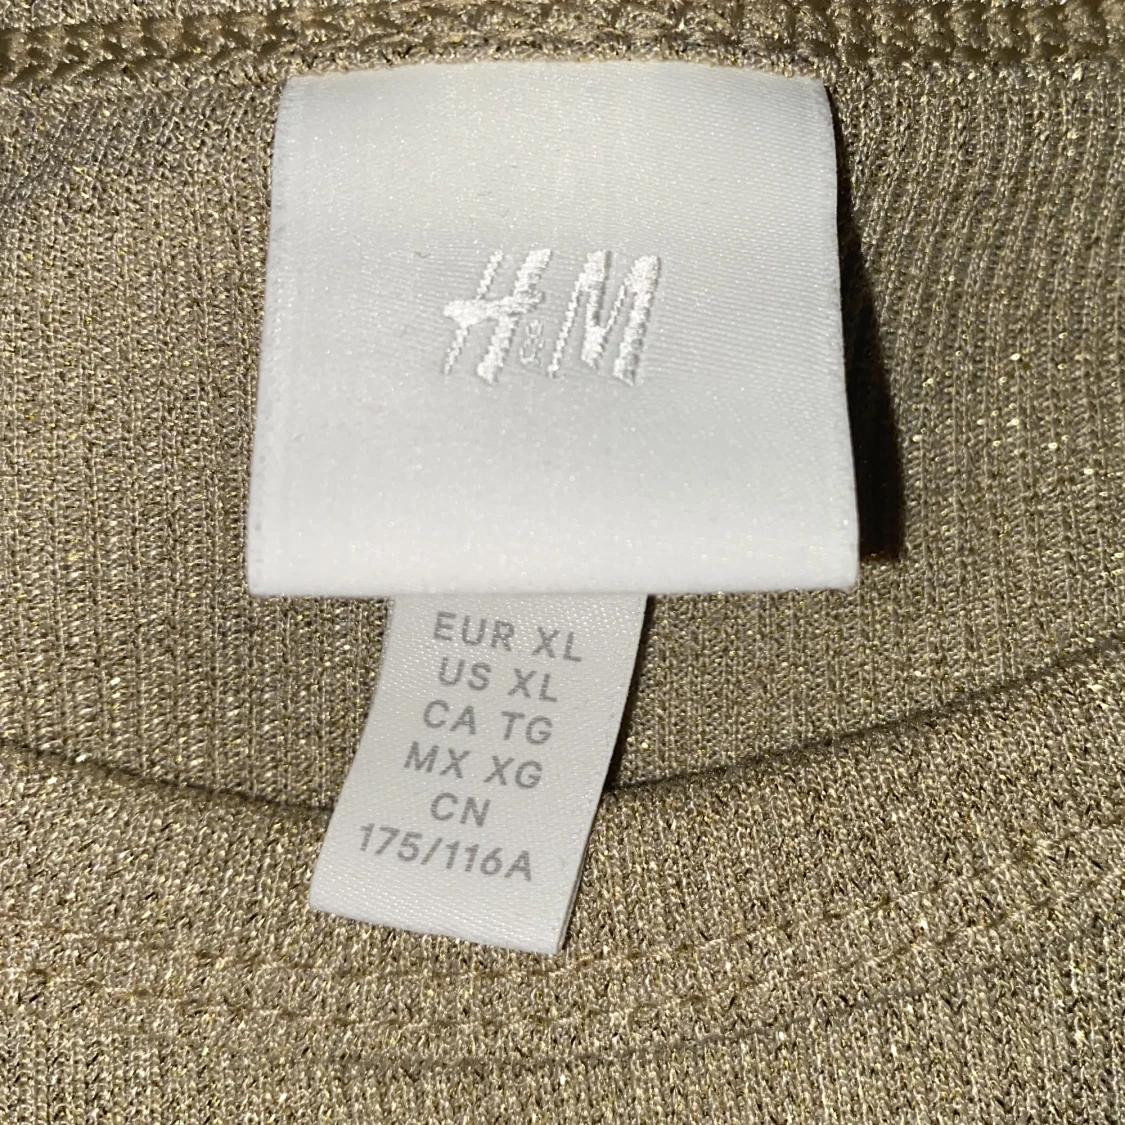 H&M
EUR XL
US XL
CA TG
MX XG
CN
175/116A